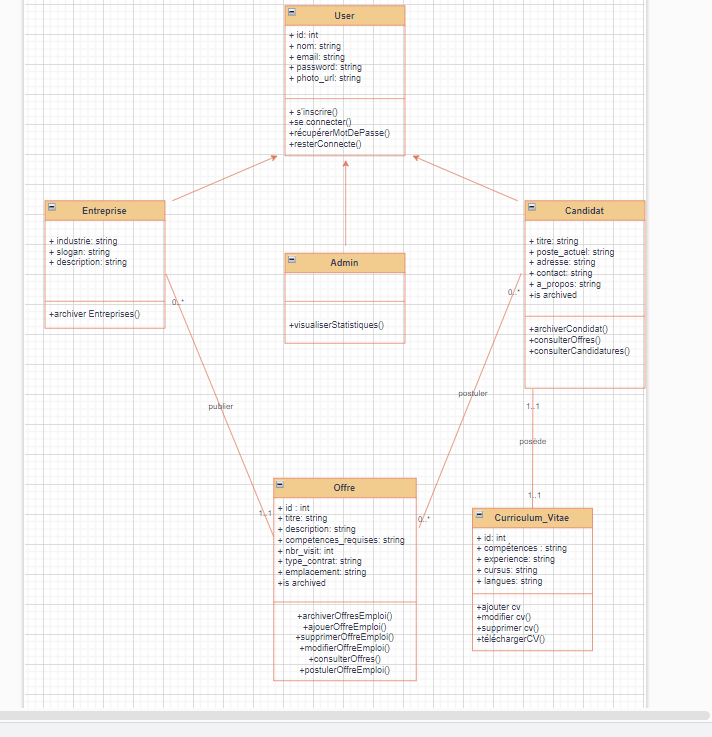 User
+ id: int
+ nom: string
+ email: string
+ password: string
+ photo_url: string
+ s'inscrire()
+se connecter()
+récupérerMotDePasse()
+resterConnecte()
Entreprise
+ industrie: string
+ slogan: string
+ description: string
+archiver Entreprises()
Admin
+visualiserStatistiques()
Candidat
+ titre: string
+ poste_actuel: string
+ adresse: string
+ contact: string
+ a_propos: string
+is archived
+archiverCondidat()
+consulterOffres()
+consulterCandidatures()
0..*
0..*
publier
postuler
1..1
posède
1..1
1..1
0..*
Offre
+ id : int
+ titre: string
+ description: string
+ competences_requises: string
+ nbr_visit: int
+ type_contrat: string
+ emplacement: string
+is archived
+archiverOffresEmploi()
+ajouerOffreEmploi()
+supprimerOffreEmploi()
+modifierOffreEmploi()
+consulterOffres()
+postulerOffreEmploi()
Curriculum_Vitae
+ id: int
+ compétences : string
+ experience: string
+ cursus: string
+ langues: string
+ajouter cv
+modifier cv()
+supprimer cv()
+téléchargerCV()